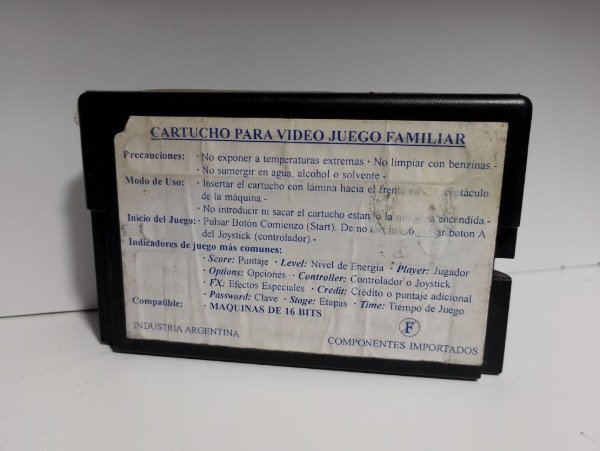 CARTUCHO PARA VIDEO JUEGO FAMILIAR
Precauciones: · No exponer a temperaturas extremas · No limpiar con benzinas.-
· No sumergir en agua, alcohol o solvente -
Modo de Uso: · Insertar el cartucho con lámina hacia el frente en
de la máquina.-
· No introducir ni sacar el cartucho encendida -
Inicio del Juego: · Pulsar Botón Comienzo (Start). De no boton A
del Joystick (controlador).-
Indicadores de juego más comunes:
· Score: Puntaje · Level: Nivel de Energía · Player: Jugador
Options: Opciones · Controller: Controlador o Joystick
· FX: Efectos Especiales · Credit: Crédito o puntaje adicional
· Password: Clave · Stage: Etapas · Time: Tiempo de Juego
Compatible: · MAQUINAS DE 16 BITS
INDUSTRIA ARGENTINA
F
COMPONENTES IMPORTADOS